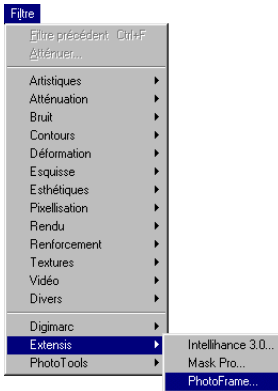 Filtre
Filtre précédent Ctrl+F
Atténuer...
Artistiques
Atténuation
Bruit
Contours
Déformation
Esquisse
Esthétiques
Pixellisation
Rendu
Renforcement
Textures
Vidéo
Divers
Digimarc
Extensis
Intellihance 3.0...
PhotoTools
Mask Pro...
PhotoFrame...